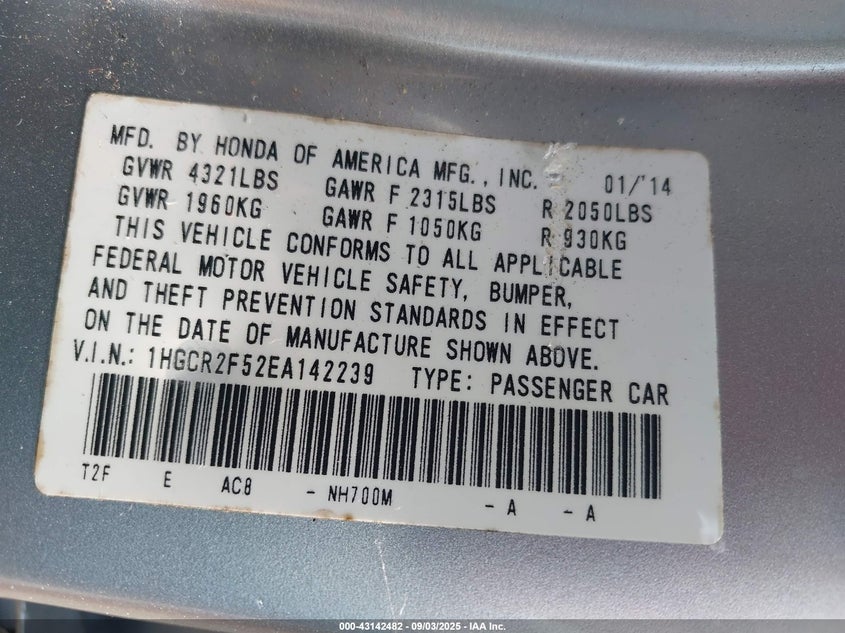 MFD. BY HONDA OF AMERICA MFG., INC. 01/'14
GVWR 4321LBS GAWR F 2315LBS R 2050LBS
GVWR 1960KG GAWR F 1050KG R 930KG
THIS VEHICLE CONFORMS TO ALL APPLICABLE
FEDERAL MOTOR VEHICLE SAFETY, BUMPER,
AND THEFT PREVENTION STANDARDS IN EFFECT
ON THE DATE OF MANUFACTURE SHOWN ABOVE.
V.I.N.: 1HGCR2F52EA142239 TYPE: PASSENGER CAR
T2F E AC8 - NH700M - A - A
000-43142482 - 09/03/2025 - IAA Inc.